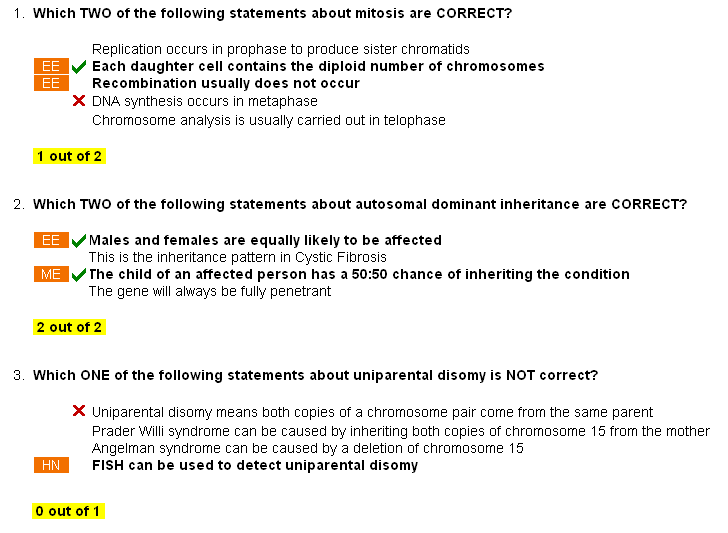 1. Which TWO of the following statements about mitosis are CORRECT?
Replication occurs in prophase to produce sister chromatids
EE Each daughter cell contains the diploid number of chromosomes
EE Recombination usually does not occur
DNA synthesis occurs in metaphase
Chromosome analysis is usually carried out in telophase
1 out of 2
2. Which TWO of the following statements about autosomal dominant inheritance are CORRECT?
EE Males and females are equally likely to be affected
This is the inheritance pattern in Cystic Fibrosis
ME The child of an affected person has a 50:50 chance of inheriting the condition
The gene will always be fully penetrant
2 out of 2
3. Which ONE of the following statements about uniparental disomy is NOT correct?
Uniparental disomy means both copies of a chromosome pair come from the same parent
Prader Willi syndrome can be caused by inheriting both copies of chromosome 15 from the mother
Angelman syndrome can be caused by a deletion of chromosome 15
HN FISH can be used to detect uniparental disomy
0 out of 1